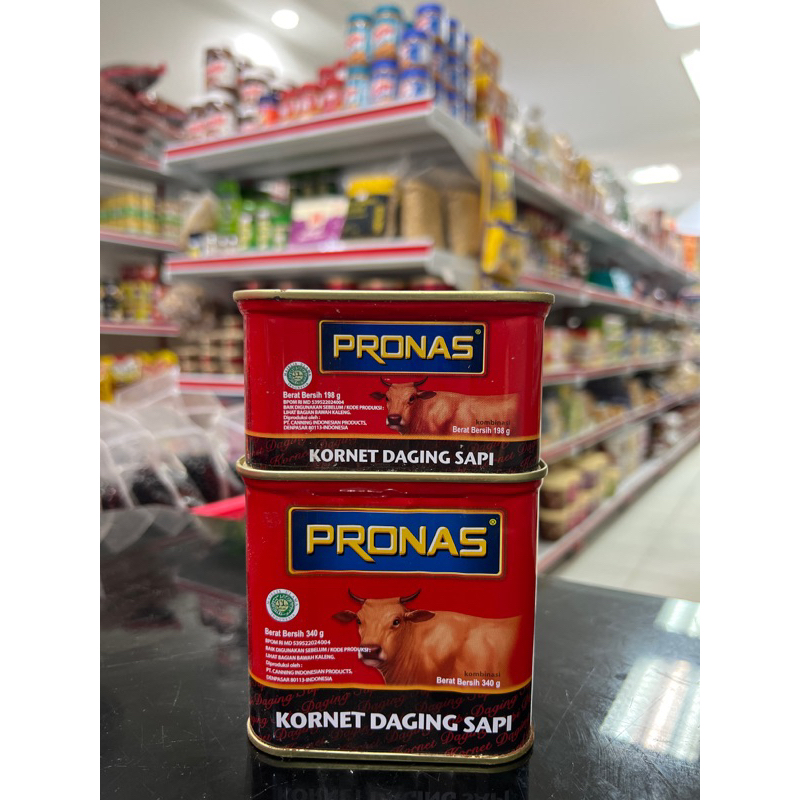 PRONAS®
Berat Bersih 198 g
BPOM RI MD 539522024004
BAIK DIGUNAKAN SEBELUM / KODE PRODUKSI :
LIHAT BAGIAN BAWAH KALENG.
Diproduksi oleh :
PT. CANNING INDONESIAN PRODUCTS,
DENPASAR 80113-INDONESIA
kombinasi
Berat Bersih 198 g
KORNET DAGING SAPI
PRONAS®
Berat Bersih 340 g
BPOM RI MD 539522024004
BAIK DIGUNAKAN SEBELUM / KODE PRODUKSI :
LIHAT BAGIAN BAWAH KALENG.
Diproduksi oleh :
PT. CANNING INDONESIAN PRODUCTS,
DENPASAR 80113-INDONESIA
kombinasi
Berat Bersih 340 g
KORNET DAGING SAPI